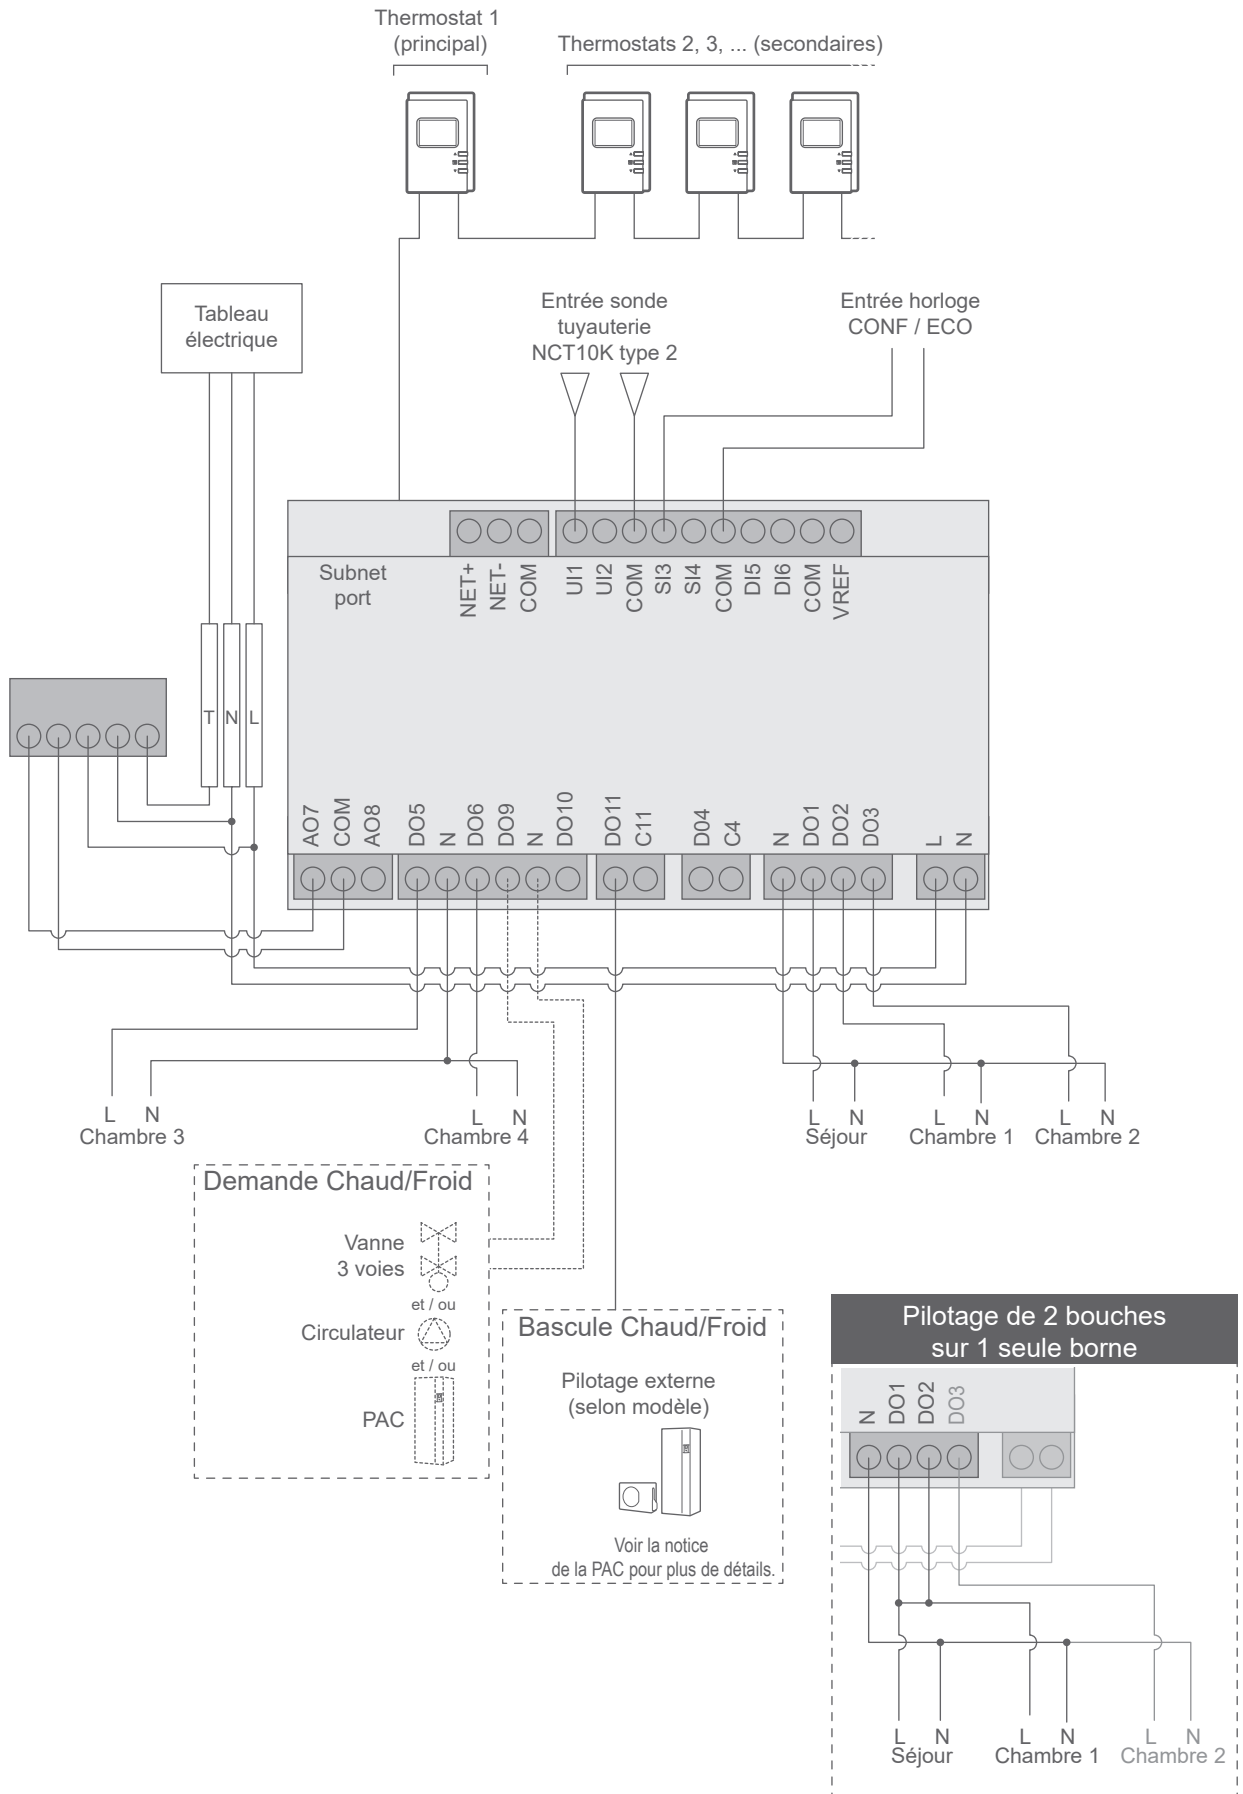 Thermostat 1
(principal)
Thermostats 2, 3, ... (secondaires)
Tableau
électrique
Entrée sonde
tuyauterie
NCT10K type 2
Entrée horloge
CONF / ECO
Subnet
port
NET+
NET-
COM
UI1
UI2
COM
SI3
SI4
COM
DI5
DI6
COM
VREF
T
N
L
AO7
COM
AO8
DO5
N
DO6
DO9
N
DO10
DO11
C11
D04
C4
N
DO1
DO2
DO3
L
N
L N
Chambre 3
L N
Chambre 4
L N
Séjour
L N
Chambre 1
L N
Chambre 2
Demande Chaud/Froid
Vanne
3 voies
et / ou
Circulateur
et / ou
PAC
Bascule Chaud/Froid
Pilotage externe
(selon modèle)
Voir la notice
de la PAC pour plus de détails.
Pilotage de 2 bouches
sur 1 seule borne
N
DO1
DO2
DO3
L N
Séjour
L N
Chambre 1
L N
Chambre 2